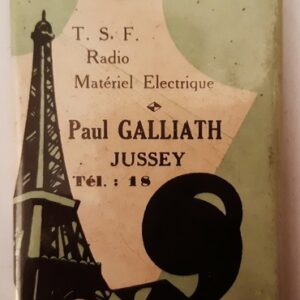 T. S. F.
Radio
Matériel Electrique
Paul GALLIATH
JUSSEY
Tél. : 18